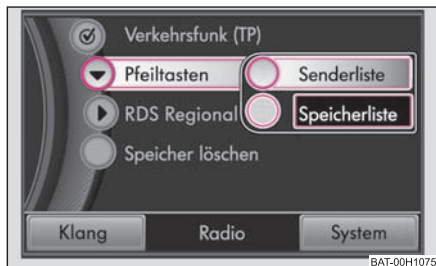 Verkehrsfunk (TP)
Pfeiltasten
Senderliste
RDS Regional
Speicherliste
Speicher löschen
Klang
Radio
System
BAT-00H1075